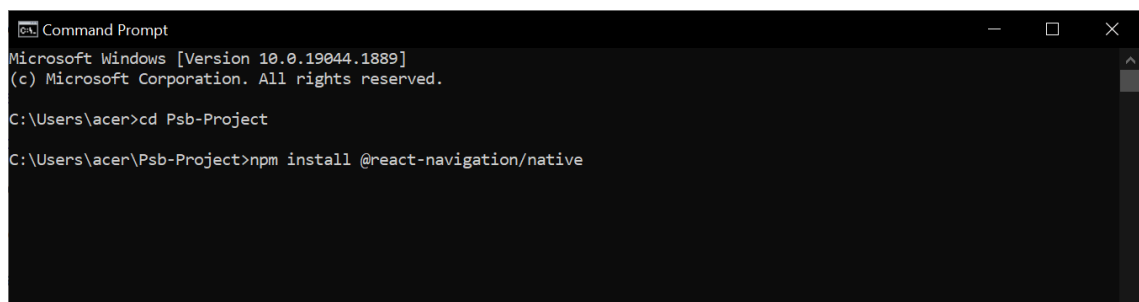 Command Prompt
Microsoft Windows [Version 10.0.19044.1889]
(c) Microsoft Corporation. All rights reserved.
C:\Users\acer>cd Psb-Project
C:\Users\acer\Psb-Project>npm install @react-navigation/native